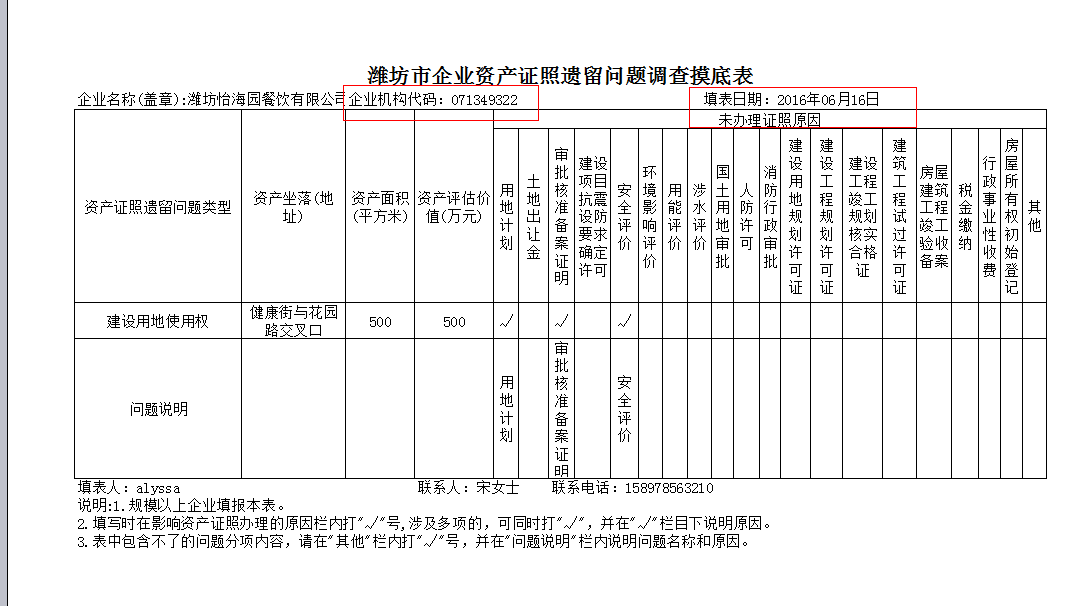 潍坊市企业资产证照遗留问题调查摸底表
企业名称(盖章):潍坊怡海园餐饮有限公司 企业机构代码：071349322 填表日期：2016年06月16日
未办理证照原因
资产证照遗留问题类型
资产坐落(地
址)
资产面积
(平方米)
资产评估价
值(万元)
用地计划
土地出让金
审批核准备案证明
建设项目抗震设防要求确定许可
安全评价
环境影响评价
用能评价
涉水评价
国土用地审批
人防许可
消防行政审批
建设用地规划许可证
建设工程规划许可证
建设工程竣工规划核实合格证
建筑工程试过许可证
房屋建筑工程竣工验收备案
税金缴纳
行政事业性收费
房屋所有权初始登记
其他
建设用地使用权
健康街与花园
路交叉口
500
500
√
√
√
问题说明
用地计划
审批核准备案证明
安全评价
填表人：alyssa 联系人：宋女士 联系电话：158978563210
说明:1.规模以上企业填报本表。
2.填写时在影响资产证照办理的原因栏内打"√"号,涉及多项的，可同时打"√"，并在"√"栏目下说明原因。
3.表中包含不了的问题分项内容，请在"其他"栏内打"√"号，并在"问题说明"栏内说明问题名称和原因。